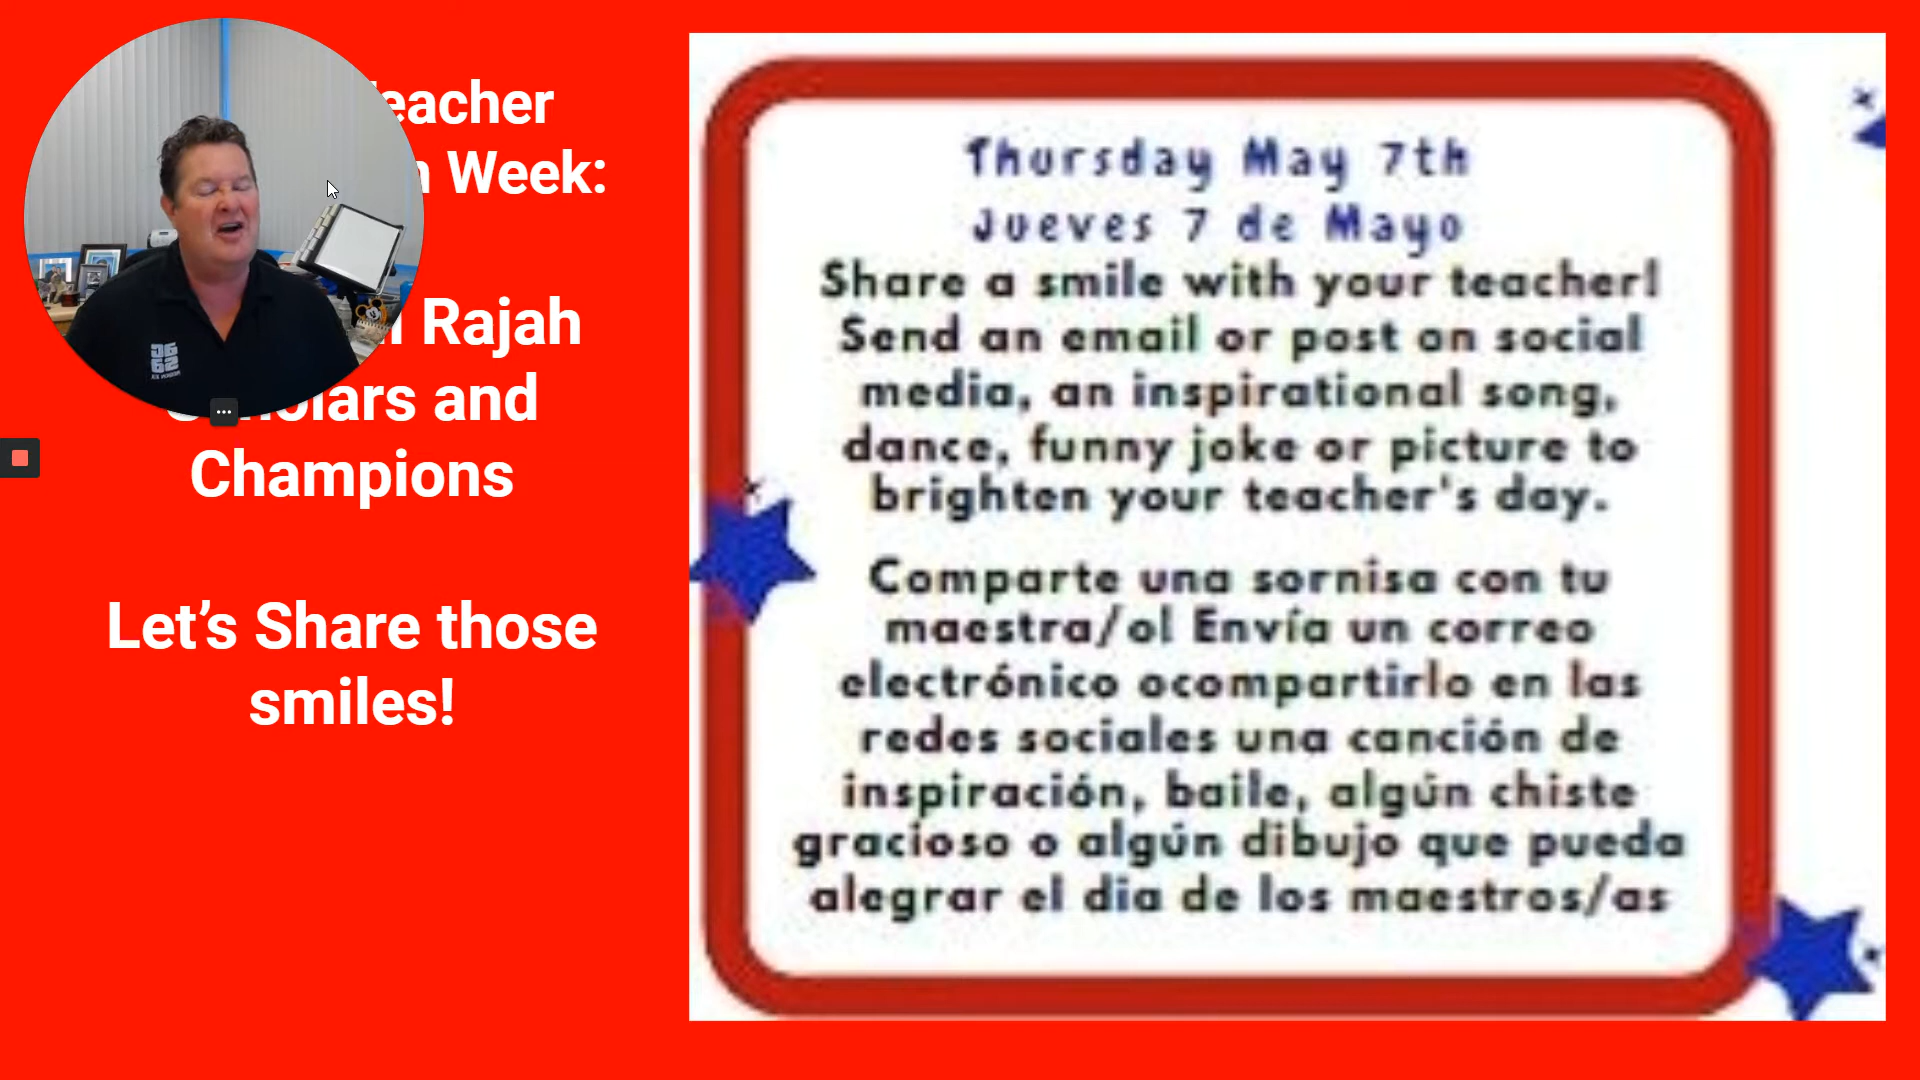 eacher
Week:
Rajah
and
Champions
Let’s Share those
smiles!
Thursday May 7th
Jueves 7 de Mayo
Share a smile with your teacher!
Send an email or post on social
media, an inspirational song,
dance, funny joke or picture to
brighten your teacher's day.
Comparte una sornisa con tu
maestra/o! Envía un correo
electrónico ocompartirlo en las
redes sociales una canción de
inspiración, baile, algún chiste
gracioso o algún dibujo que pueda
alegrar el dia de los maestros/as